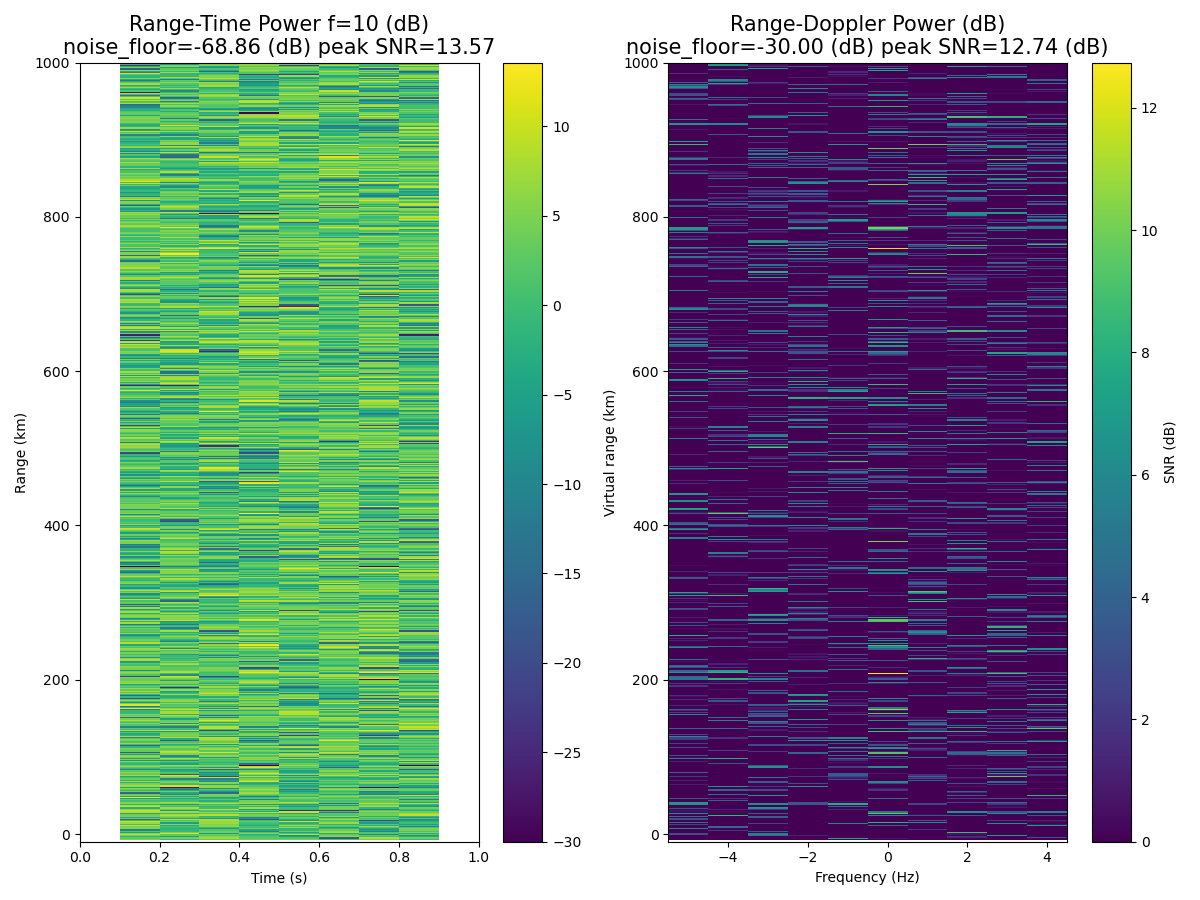 Range-Time Power f=10 (dB)
noise_floor=-68.86 (dB) peak SNR=13.57
Range (km)
1000
800
600
400
200
0
0.0 0.2 0.4 0.6 0.8 1.0
Time (s)
10
5
0
−5
−10
−15
−20
−25
−30
Range-Doppler Power (dB)
noise_floor=-30.00 (dB) peak SNR=12.74 (dB)
Virtual range (km)
1000
800
600
400
200
0
−4 −2 0 2 4
Frequency (Hz)
12
10
8
6
4
2
0
SNR (dB)